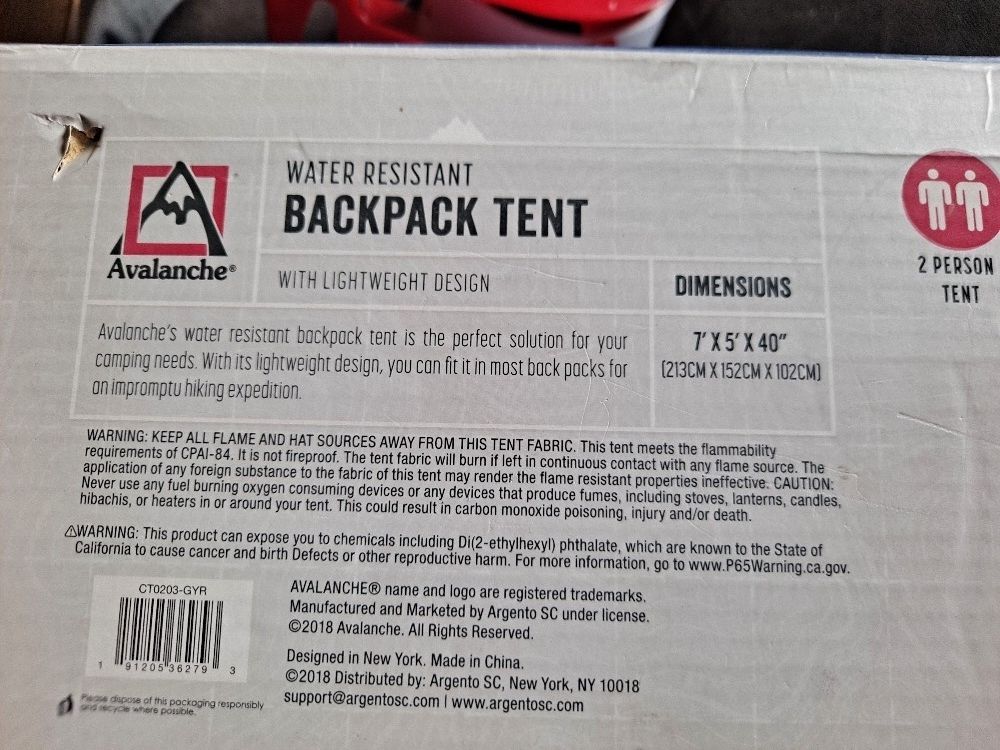 Avalanche®
WATER RESISTANT
BACKPACK TENT
WITH LIGHTWEIGHT DESIGN
DIMENSIONS
7' X 5' X 40"
(213CM X 152CM X 102CM)
2 PERSON
TENT
Avalanche's water resistant backpack tent is the perfect solution for your
camping needs. With its lightweight design, you can fit it in most back packs for
an impromptu hiking expedition.
WARNING: KEEP ALL FLAME AND HAT SOURCES AWAY FROM THIS TENT FABRIC. This tent meets the flammability
requirements of CPAI-84. It is not fireproof. The tent fabric will burn if left in continuous contact with any flame source. The
application of any foreign substance to the fabric of this tent may render the flame resistant properties ineffective. CAUTION:
Never use any fuel burning oxygen consuming devices or any devices that produce fumes, including stoves, lanterns, candles,
hibachis, or heaters in or around your tent. This could result in carbon monoxide poisoning, injury and/or death.
⚠WARNING: This product can expose you to chemicals including Di(2-ethylhexyl) phthalate, which are known to the State of
California to cause cancer and birth Defects or other reproductive harm. For more information, go to www.P65Warning.ca.gov.
CT0203-GYR
1 91205 36279 3
Please dispose of this packaging responsibly
and recycle where possible.
AVALANCHE® name and logo are registered trademarks.
Manufactured and Marketed by Argento SC under license.
©2018 Avalanche. All Rights Reserved.
Designed in New York. Made in China.
©2018 Distributed by: Argento SC, New York, NY 10018
support@argentosc.com | www.argentosc.com